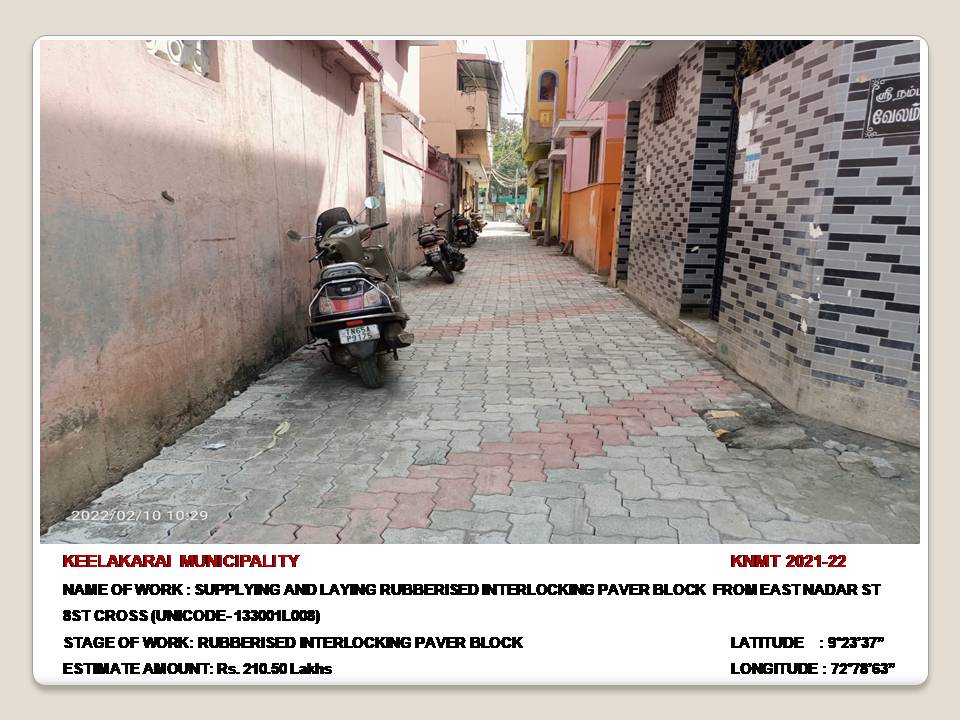 ஸ்ரீ நம்
வேலம்
TN65A
P9175
2022/02/10 10:29
KEELAKARAI MUNICIPALITY KNMT 2021-22
NAME OF WORK : SUPPLYING AND LAYING RUBBERISED INTERLOCKING PAVER BLOCK FROM EAST NADAR ST
8ST CROSS (UNICODE- 133001L008)
STAGE OF WORK: RUBBERISED INTERLOCKING PAVER BLOCK LATITUDE : 9°23'37"
ESTIMATE AMOUNT: Rs. 210.50 Lakhs LONGITUDE : 72°78'63"